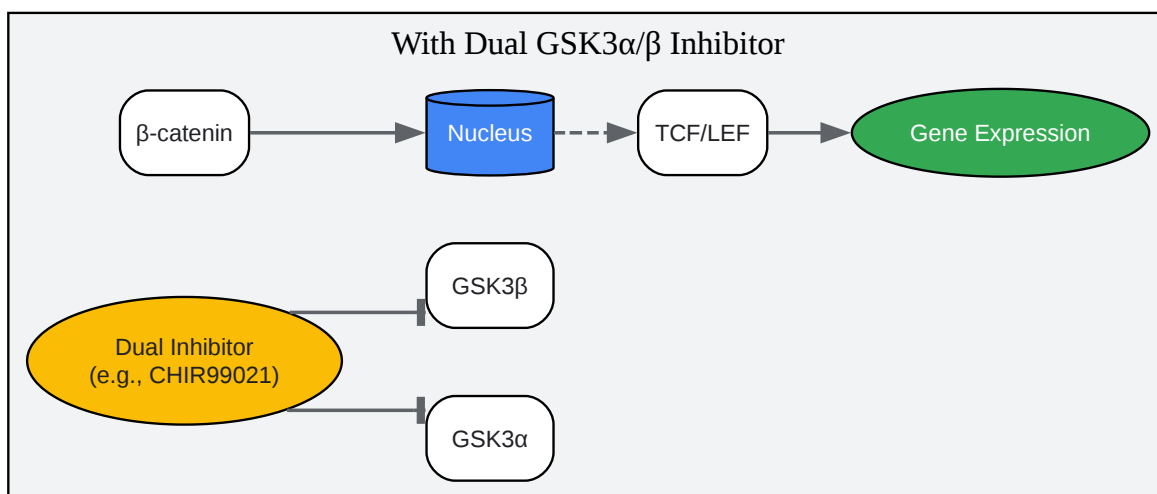 With Dual GSK3α/β Inhibitor
β-catenin
Nucleus
TCF/LEF
Gene Expression
GSK3β
Dual Inhibitor
(e.g., CHIR99021)
GSK3α